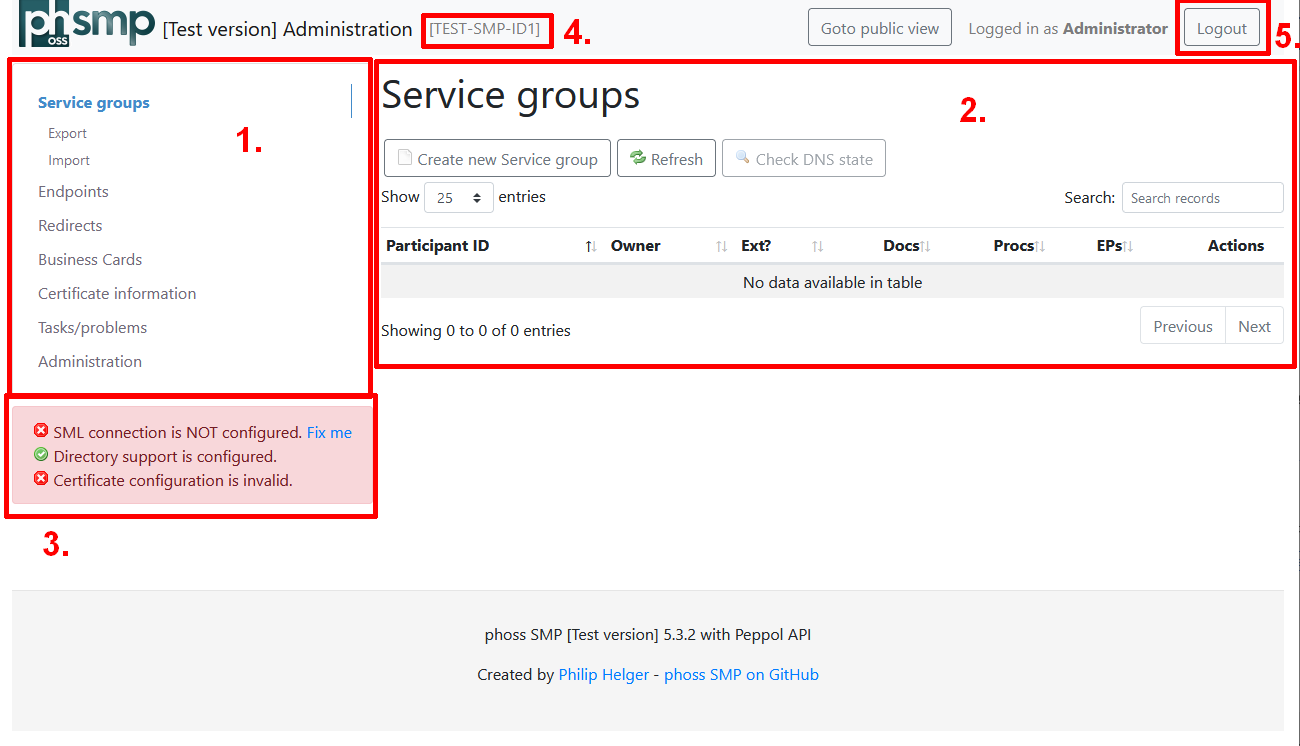 phsmp
oss
[Test version] Administration [TEST-SMP-ID1] 4. Goto public view Logged in as Administrator Logout 5.
Service groups
Export
Import
Endpoints
Redirects
Business Cards
Certificate information
Tasks/problems
Administration
1.
Service groups
2.
Create new Service group Refresh Check DNS state
Show 25 entries Search: Search records
Participant ID Owner Ext? Docs Procs EPs Actions
No data available in table
Showing 0 to 0 of 0 entries Previous Next
SML connection is NOT configured. Fix me
Directory support is configured.
Certificate configuration is invalid.
3.
phoss SMP [Test version] 5.3.2 with Peppol API
Created by Philip Helger - phoss SMP on GitHub